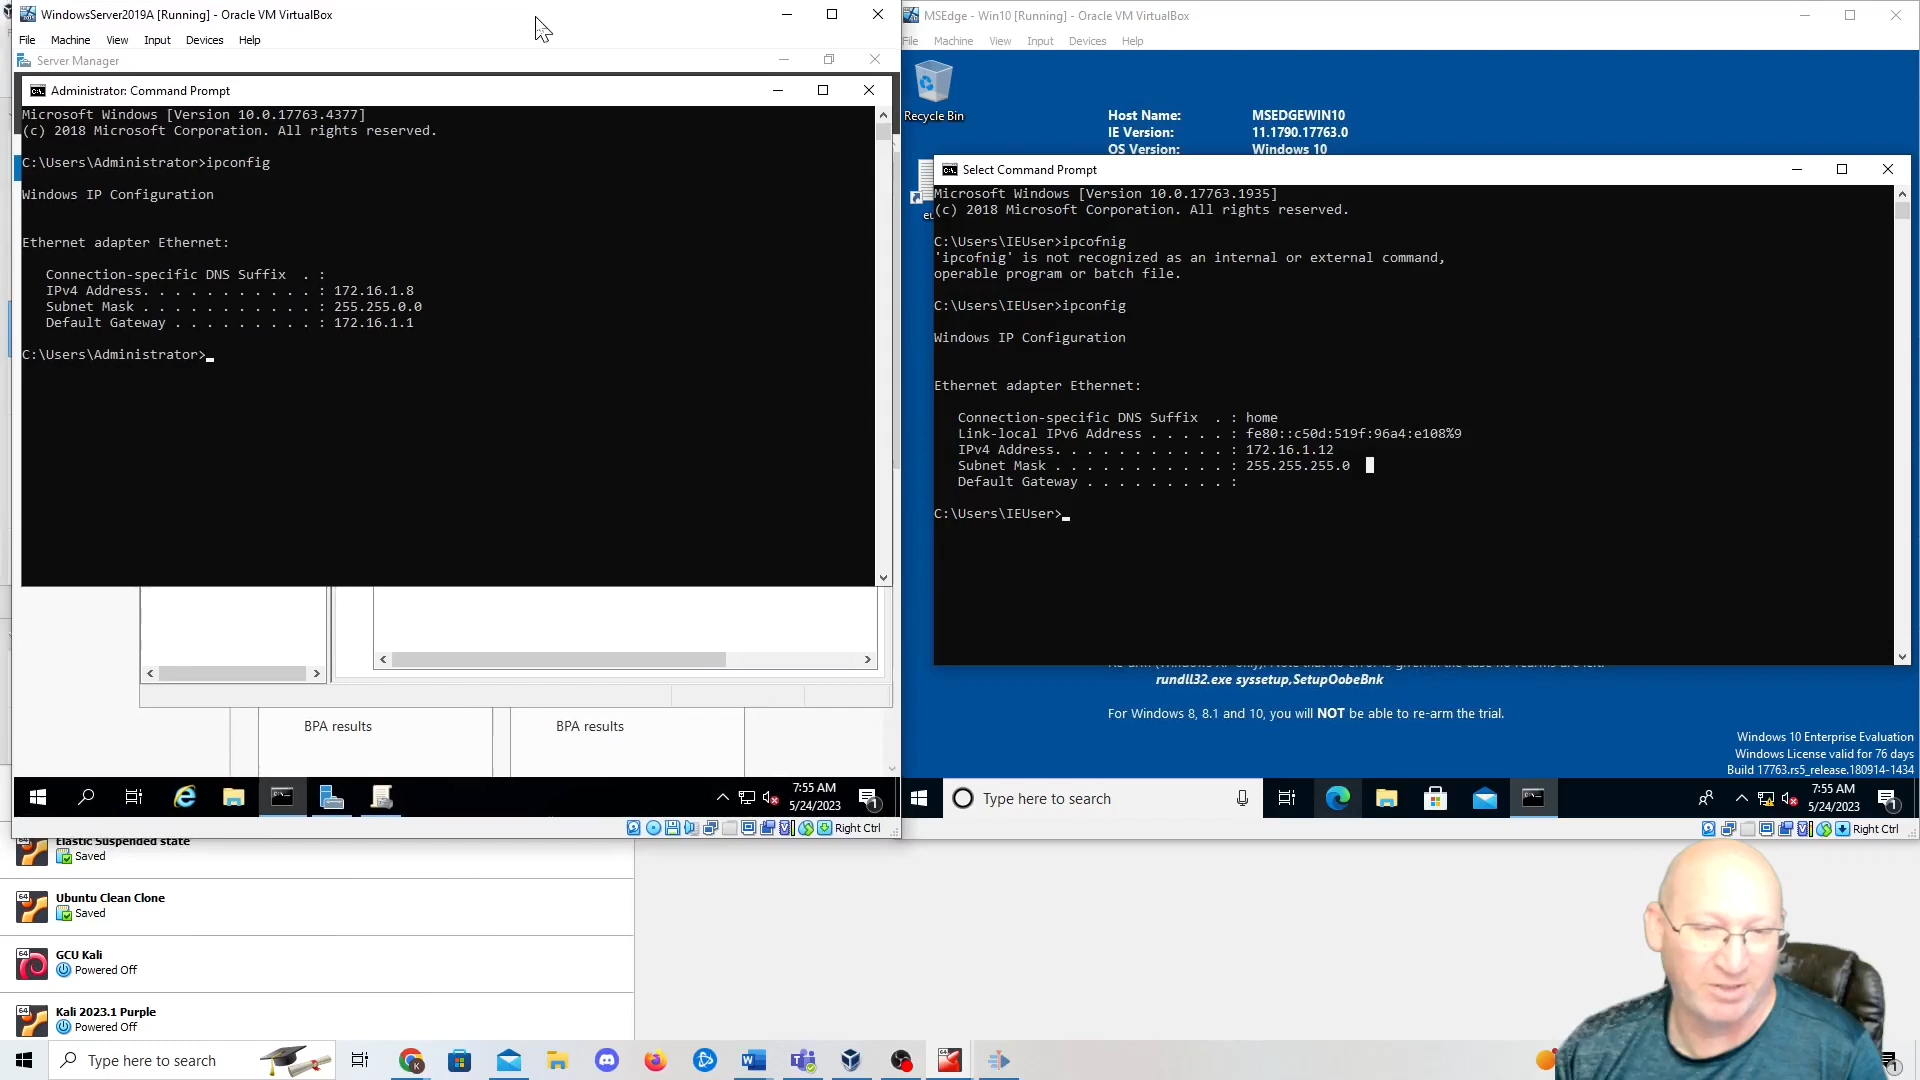 WindowsServer2019A [Running] - Oracle VM VirtualBox
File Machine View Input Devices Help
Server Manager
Administrator: Command Prompt
Microsoft Windows [Version 10.0.17763.4377]
(c) 2018 Microsoft Corporation. All rights reserved.
C:\Users\Administrator>ipconfig
Windows IP Configuration
Ethernet adapter Ethernet:
Connection-specific DNS Suffix . :
IPv4 Address. . . . . . . . . . . : 172.16.1.8
Subnet Mask . . . . . . . . . . . : 255.255.0.0
Default Gateway . . . . . . . . . : 172.16.1.1
C:\Users\Administrator>
BPA results
BPA results
7:55 AM
5/24/2023
1
Right Ctrl
MSEdge - Win10 [Running] - Oracle VM VirtualBox
File Machine View Input Devices Help
Recycle Bin
Host Name: MSEDGEWIN10
IE Version: 11.1790.17763.0
OS Version: Windows 10
Select Command Prompt
Microsoft Windows [Version 10.0.17763.1935]
(c) 2018 Microsoft Corporation. All rights reserved.
C:\Users\IEUser>ipcofnig
'ipcofnig' is not recognized as an internal or external command,
operable program or batch file.
C:\Users\IEUser>ipconfig
Windows IP Configuration
Ethernet adapter Ethernet:
Connection-specific DNS Suffix . : home
Link-local IPv6 Address . . . . . : fe80::c50d:519f:96a4:e108%9
IPv4 Address. . . . . . . . . . . : 172.16.1.12
Subnet Mask . . . . . . . . . . . : 255.255.255.0
Default Gateway . . . . . . . . . :
C:\Users\IEUser>
rundll32.exe syssetup,SetupOobeBnk
For Windows 8, 8.1 and 10, you will NOT be able to re-arm the trial.
Windows 10 Enterprise Evaluation
Windows License valid for 76 days
Build 17763.rs5_release.180914-1434
Type here to search
7:55 AM
5/24/2023
1
Right Ctrl
Elastic Suspended state
Saved
64
Ubuntu Clean Clone
Saved
64
GCU Kali
Powered Off
64
Kali 2023.1 Purple
Powered Off
Type here to search